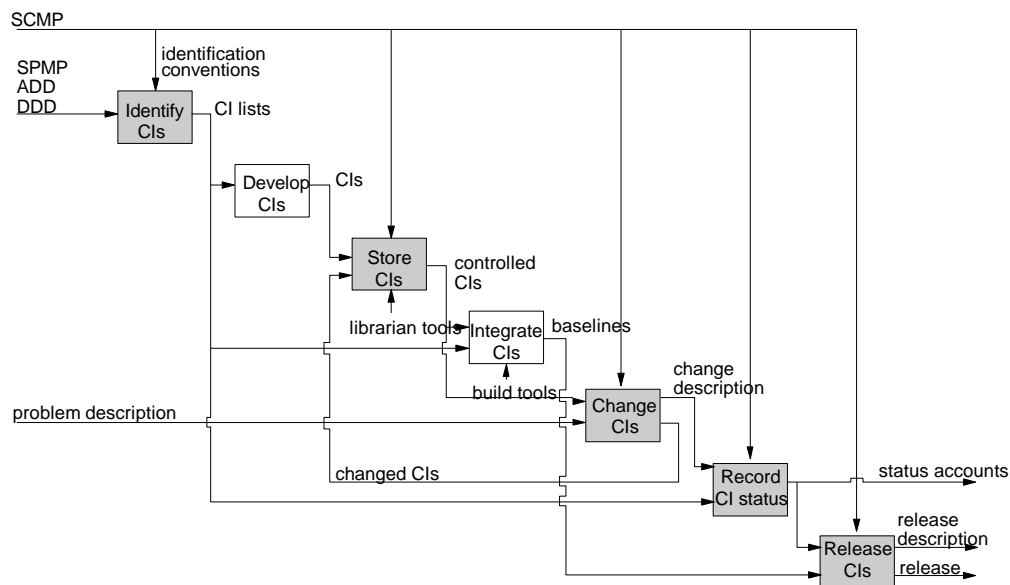 SCMP
identification
conventions
SPMP
ADD
DDD
Identify
CIs
CI lists
Develop
CIs
CIs
Store
CIs
controlled
CIs
librarian tools
Integrate
CIs
baselines
build tools
change
description
problem description
Change
CIs
changed CIs
Record
CI status
status accounts
release
description
Release
CIs
release